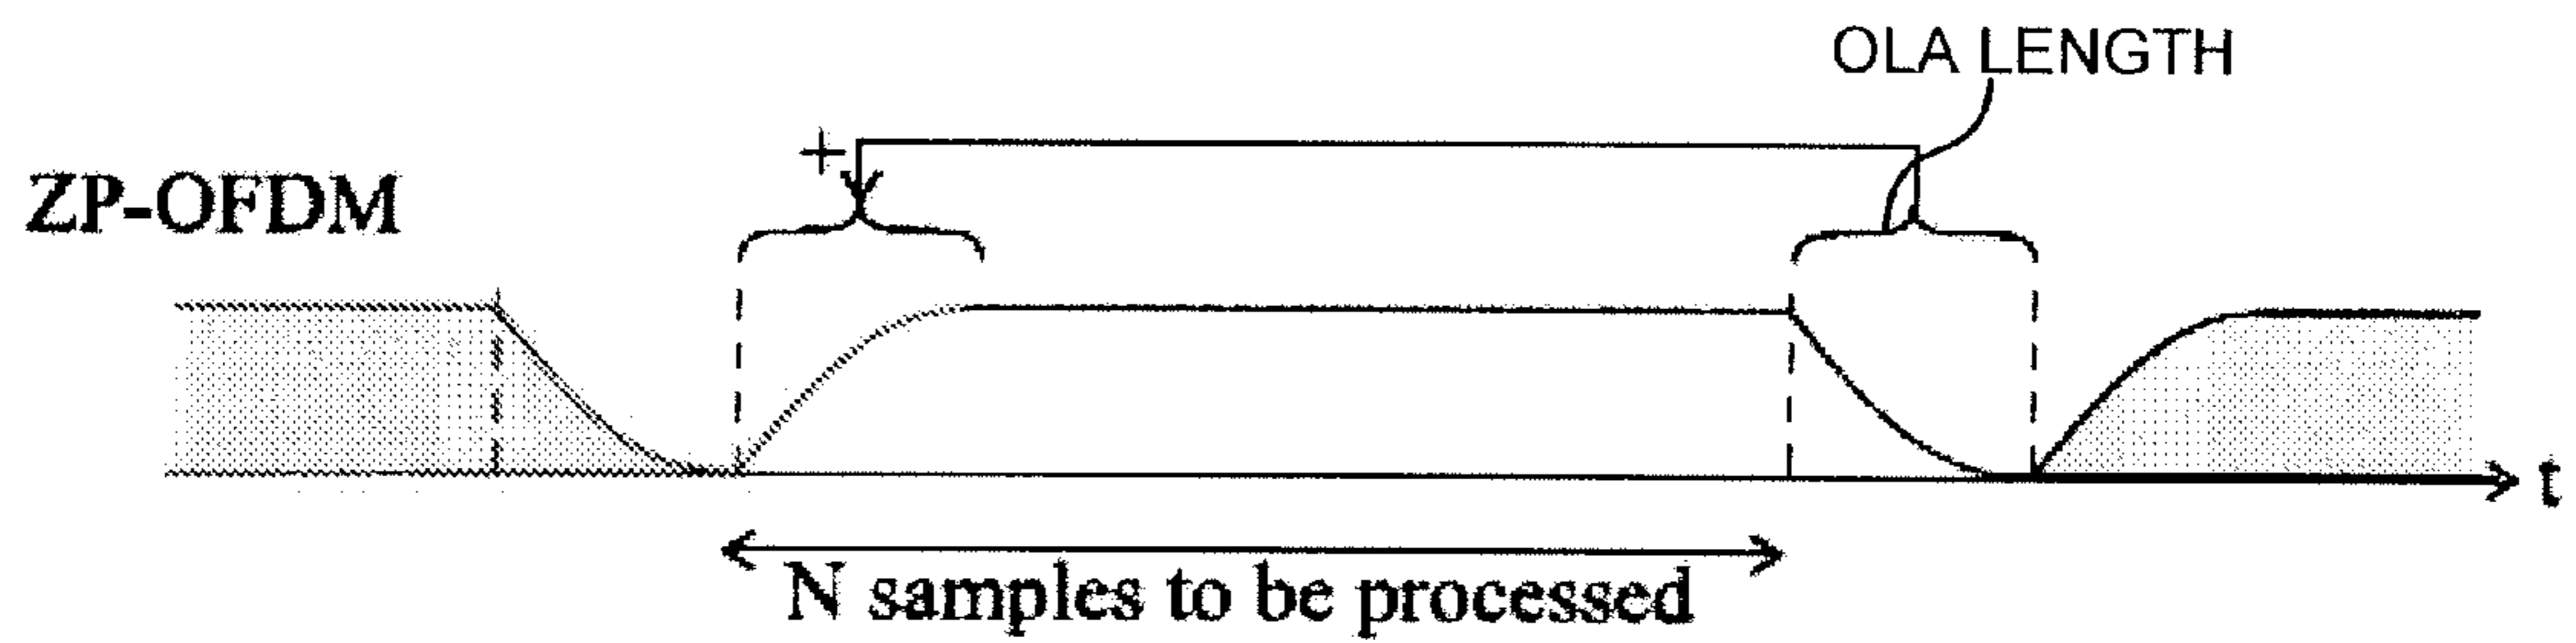 OLA LENGTH
+
ZP-OFDM
t
N samples to be processed